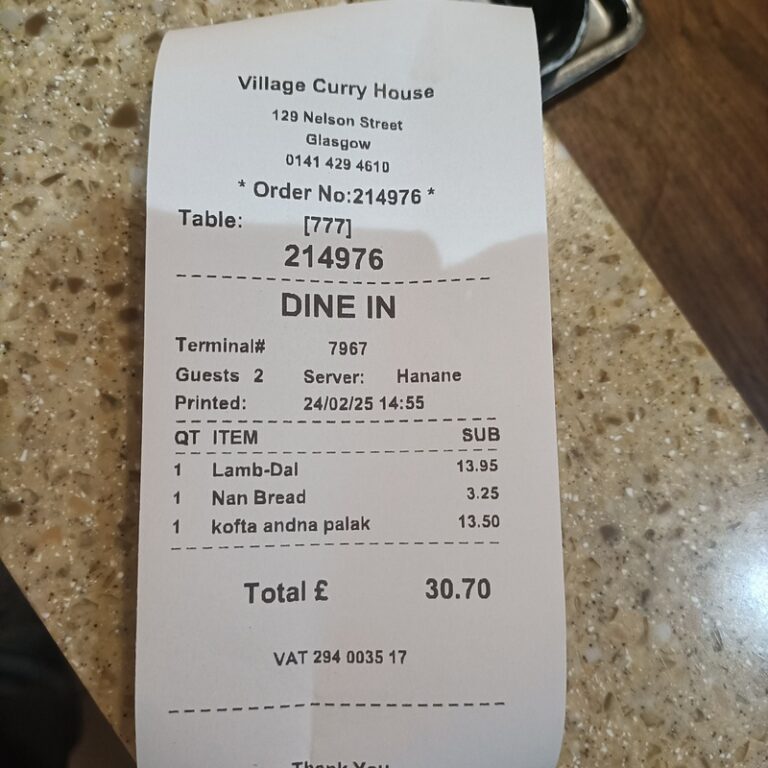 Village Curry House
129 Nelson Street
Glasgow
0141 429 4610
* Order No:214976 *
Table: [777]
214976
DINE IN
Terminal# 7967
Guests 2 Server: Hanane
Printed: 24/02/25 14:55
QT ITEM SUB
1 Lamb-Dal 13.95
1 Nan Bread 3.25
1 kofta andna palak 13.50
Total £ 30.70
VAT 294 0035 17
Thank You